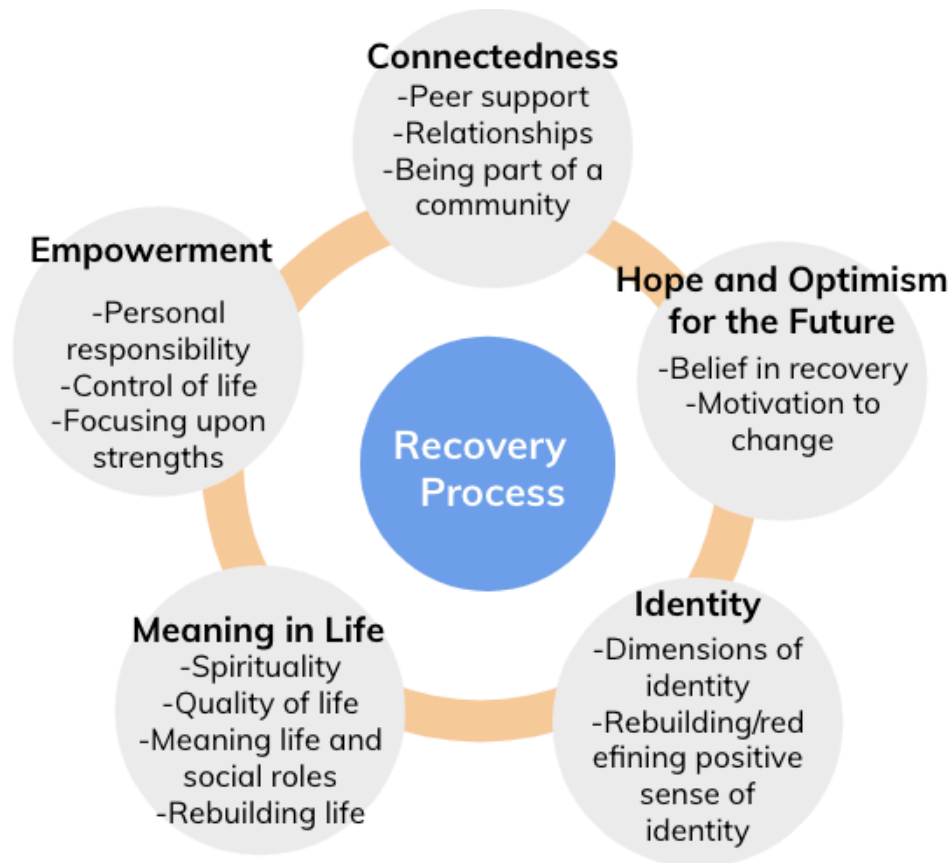 Connectedness
-Peer support
-Relationships
-Being part of a
community
Hope and Optimism
for the Future
-Belief in recovery
-Motivation to
change
Identity
-Dimensions of
identity
-Rebuilding/red
efining positive
sense of
identity
Meaning in Life
-Spirituality
-Quality of life
-Meaning life and
social roles
-Rebuilding life
Empowerment
-Personal
responsibility
-Control of life
-Focusing upon
strengths
Recovery
Process